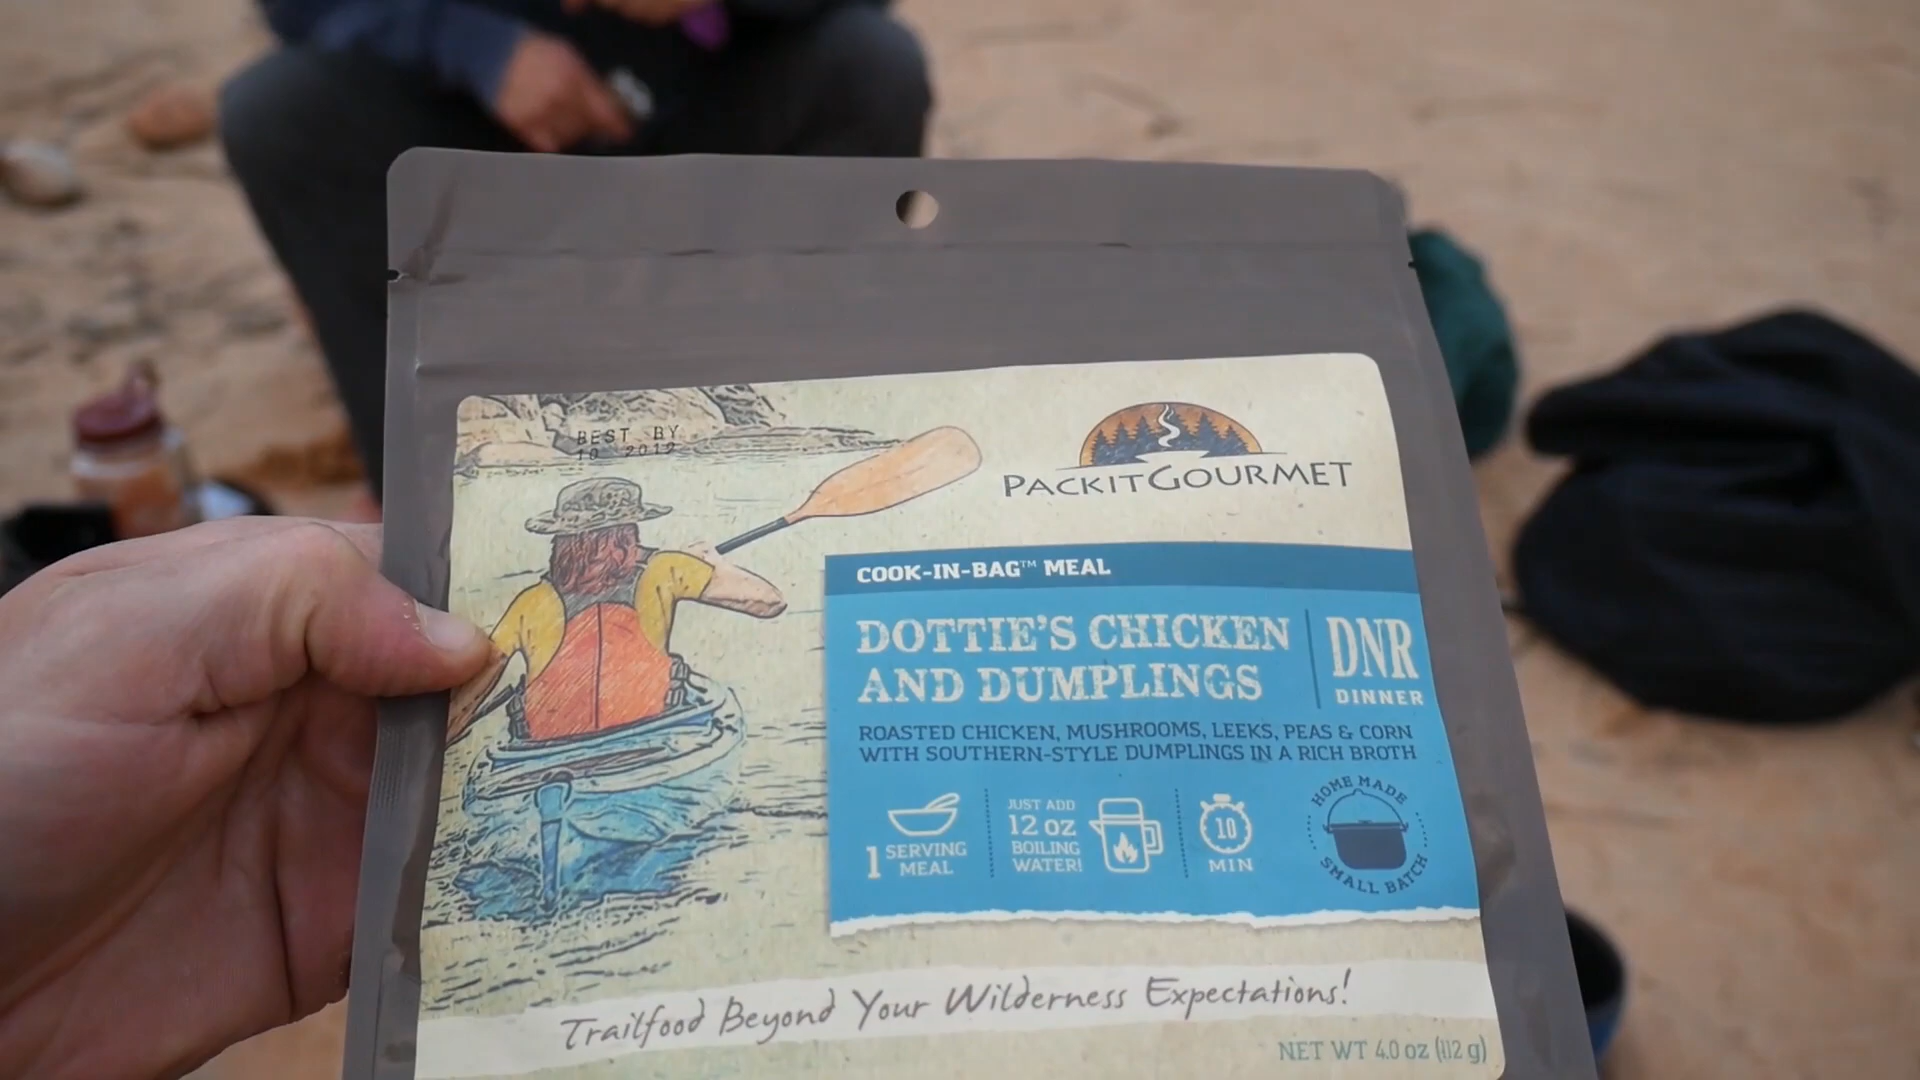 BEST BY
10 2019
PACKITGOURMET
COOK-IN-BAG™ MEAL
DOTTIE'S CHICKEN
AND DUMPLINGS
DNR
DINNER
ROASTED CHICKEN, MUSHROOMS, LEEKS, PEAS & CORN
WITH SOUTHERN-STYLE DUMPLINGS IN A RICH BROTH
1 SERVING
MEAL
JUST ADD
12 OZ
BOILING
WATER!
10
MIN
HOME MADE
SMALL BATCH
Trailfood Beyond Your Wilderness Expectations!
NET WT 4.0 oz (112 g)